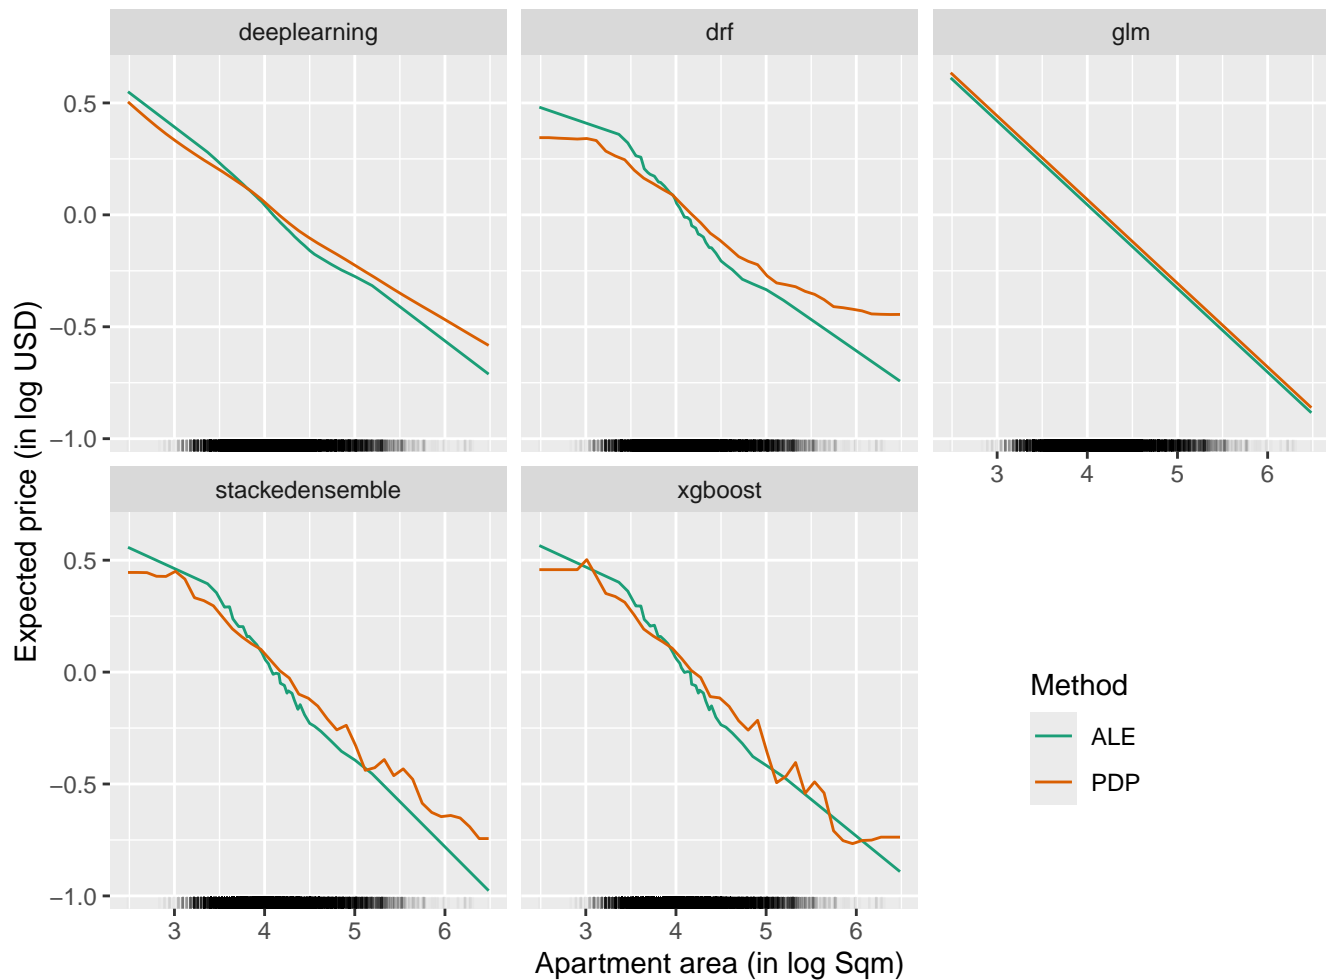 deeplearning
drf
glm
0.5
0.0
−0.5
−1.0
3
4
5
6
stackedensemble
xgboost
0.5
0.0
−0.5
−1.0
3
4
5
6
3
4
5
6
Expected price (in log USD)
Apartment area (in log Sqm)
Method
ALE
PDP